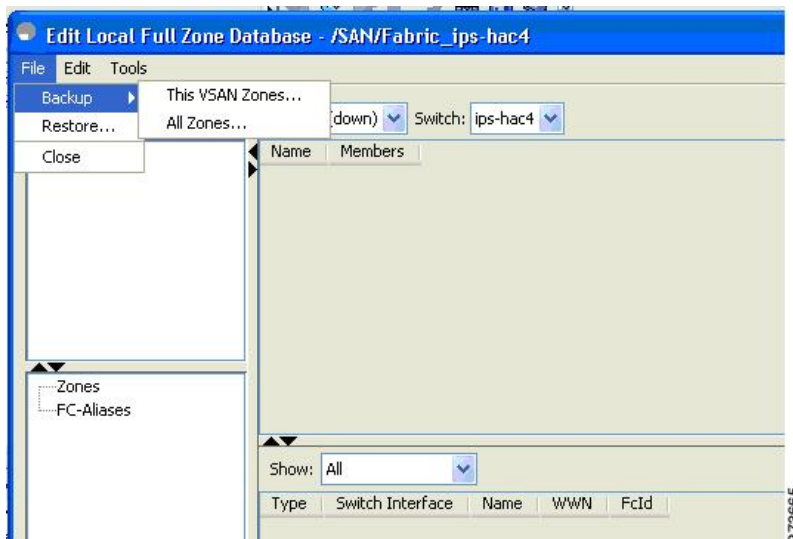 Edit Local Full Zone Database - /SAN/Fabric_ips-hac4
File Edit Tools
Backup This VSAN Zones...
Restore... All Zones... (down) Switch: ips-hac4
Close
Name Members
Zones
FC-Aliases
Show: All
Type Switch Interface Name WWN FcId